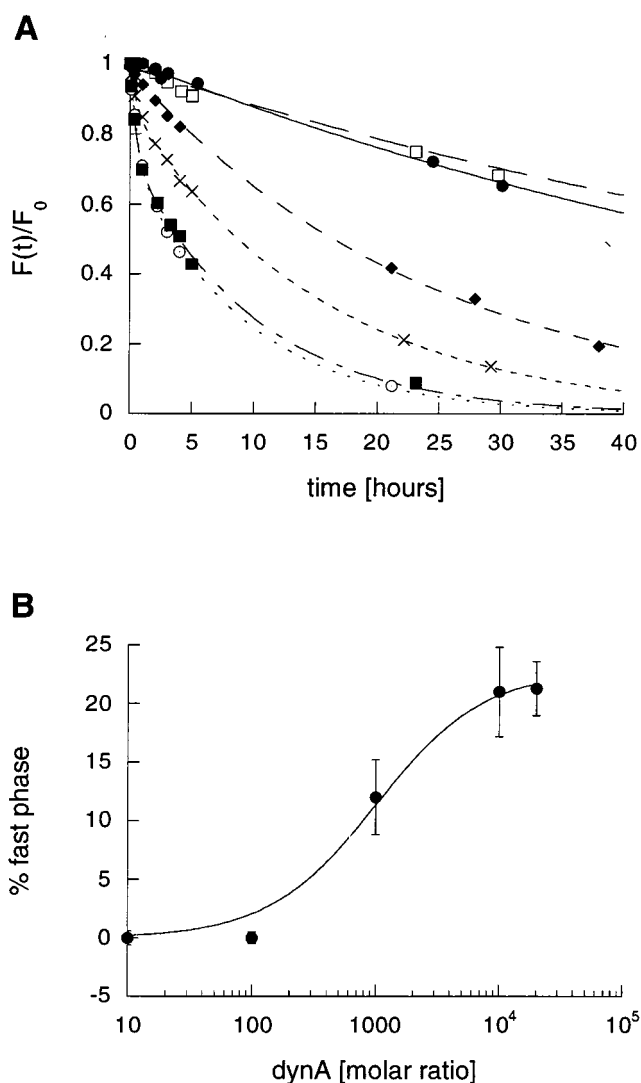 A
F(t)/F₀
1
0.8
0.6
0.4
0.2
0
0 5 10 15 20 25 30 35 40
time [hours]
B
% fast phase
25
20
15
10
5
0
-5
10 100 1000 10⁴ 10⁵
dynA [molar ratio]